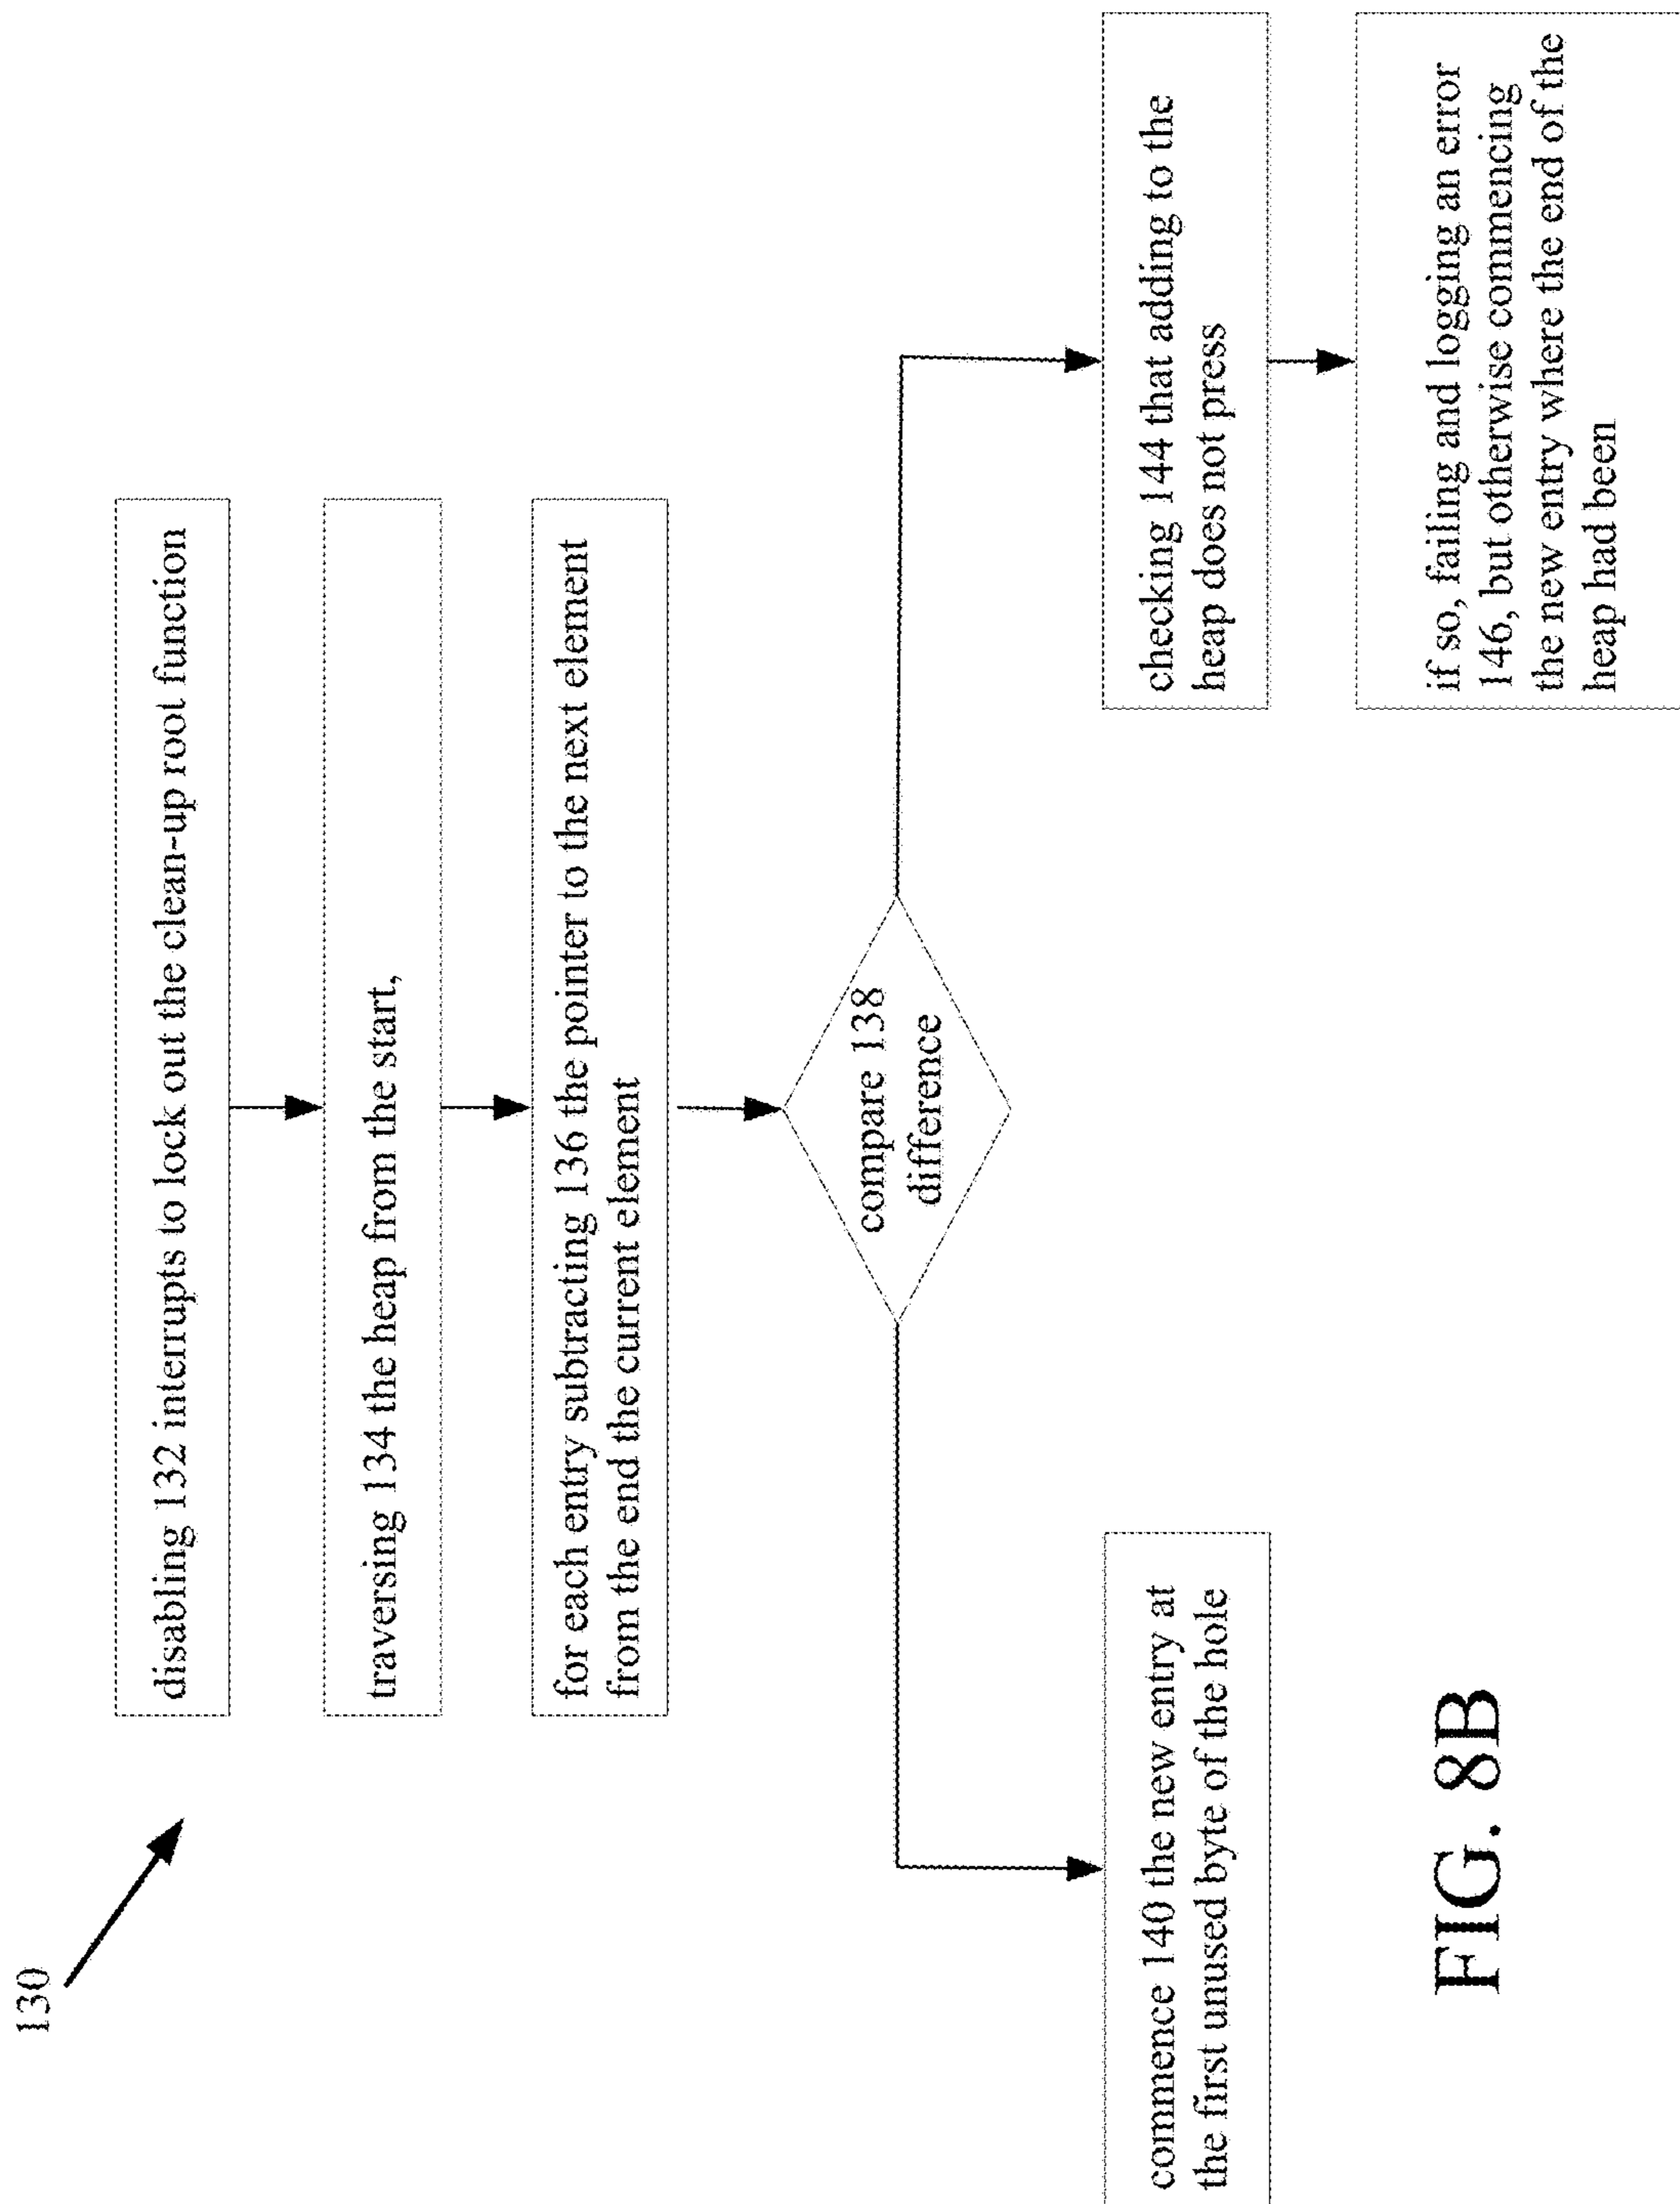 130
disabling 132 interrupts to lock out the clean-up root function
traversing 134 the heap from the start,
for each entry subtracting 136 the pointer to the next element
from the end the current element
compare 138
difference
commence 140 the new entry at
the first unused byte of the hole
checking 144 that adding to the
heap does not press
if so, failing and logging an error
146, but otherwise commencing
the new entry where the end of the
heap had been
FIG. 8B